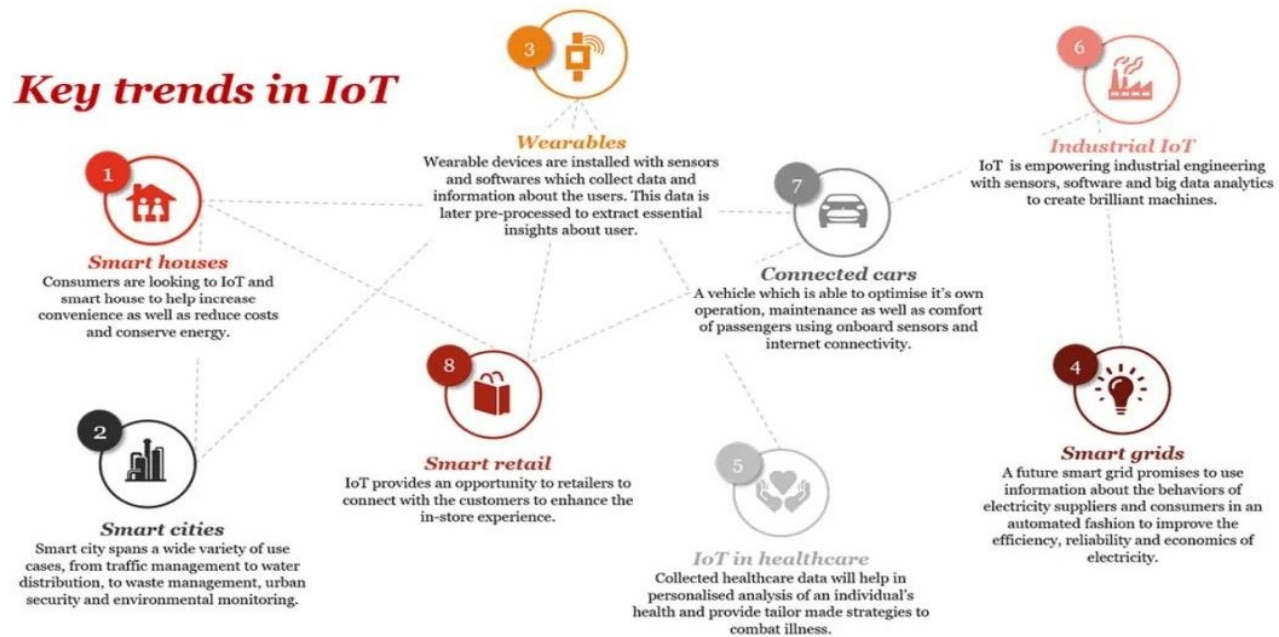 Key trends in IoT
1
Smart houses
Consumers are looking to IoT and
smart house to help increase
convenience as well as reduce costs
and conserve energy.
2
Smart cities
Smart city spans a wide variety of use
cases, from traffic management to water
distribution, to waste management, urban
security and environmental monitoring.
3
Wearables
Wearable devices are installed with sensors
and softwares which collect data and
information about the users. This data is
later pre-processed to extract essential
insights about user.
8
Smart retail
IoT provides an opportunity to retailers to
connect with the customers to enhance the
in-store experience.
7
Connected cars
A vehicle which is able to optimise it's own
operation, maintenance as well as comfort
of passengers using onboard sensors and
internet connectivity.
5
IoT in healthcare
Collected healthcare data will help in
personalised analysis of an individual's
health and provide tailor made strategies to
combat illness.
6
Industrial IoT
IoT is empowering industrial engineering
with sensors, software and big data analytics
to create brilliant machines.
4
Smart grids
A future smart grid promises to use
information about the behaviors of
electricity suppliers and consumers in an
automated fashion to improve the
efficiency, reliability and economics of
electricity.